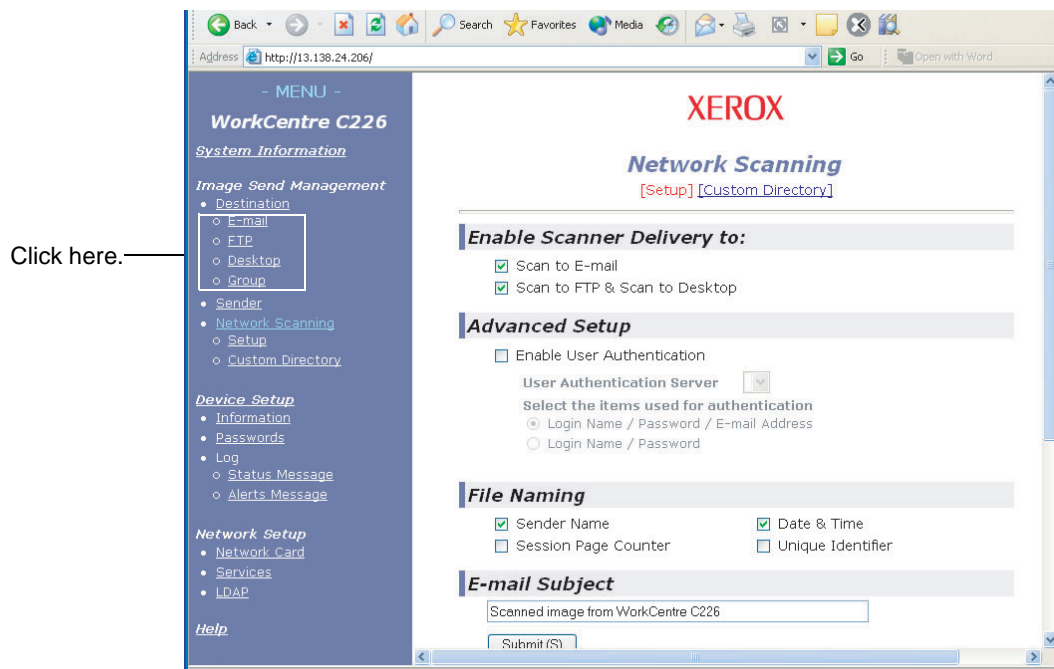 Back Search Favorites Media
Address http://13.138.24.206/ Go Open with Word
- MENU -
WorkCentre C226
System Information
Image Send Management
Destination
E-mail
FTP
Desktop
Group
Sender
Network Scanning
Setup
Custom Directory
Device Setup
Information
Passwords
Log
Status Message
Alerts Message
Network Setup
Network Card
Services
LDAP
Help
Click here.
XEROX
Network Scanning
[Setup] [Custom Directory]
Enable Scanner Delivery to:
Scan to E-mail
Scan to FTP & Scan to Desktop
Advanced Setup
Enable User Authentication
User Authentication Server
Select the items used for authentication
Login Name / Password / E-mail Address
Login Name / Password
File Naming
Sender Name Date & Time
Session Page Counter Unique Identifier
E-mail Subject
Scanned image from WorkCentre C226
Submit (S)